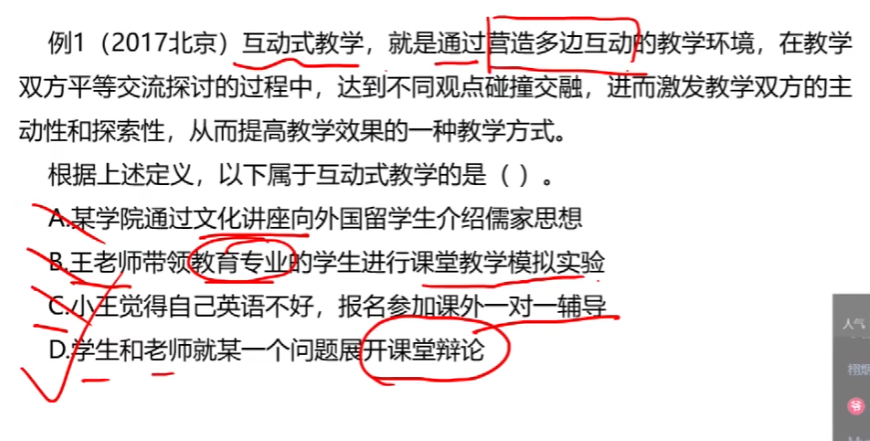 例1（2017北京）互动式教学，就是通过营造多边互动的教学环境，在教学
双方平等交流探讨的过程中，达到不同观点碰撞交融，进而激发教学双方的主
动性和探索性，从而提高教学效果的一种教学方式。
根据上述定义，以下属于互动式教学的是（ ）。
A.某学院通过文化讲座向外国留学生介绍儒家思想
B.王老师带领教育专业的学生进行课堂教学模拟实验
C.小王觉得自己英语不好，报名参加课外一对一辅导
D.学生和老师就某一个问题展开课堂辩论
人气
爷